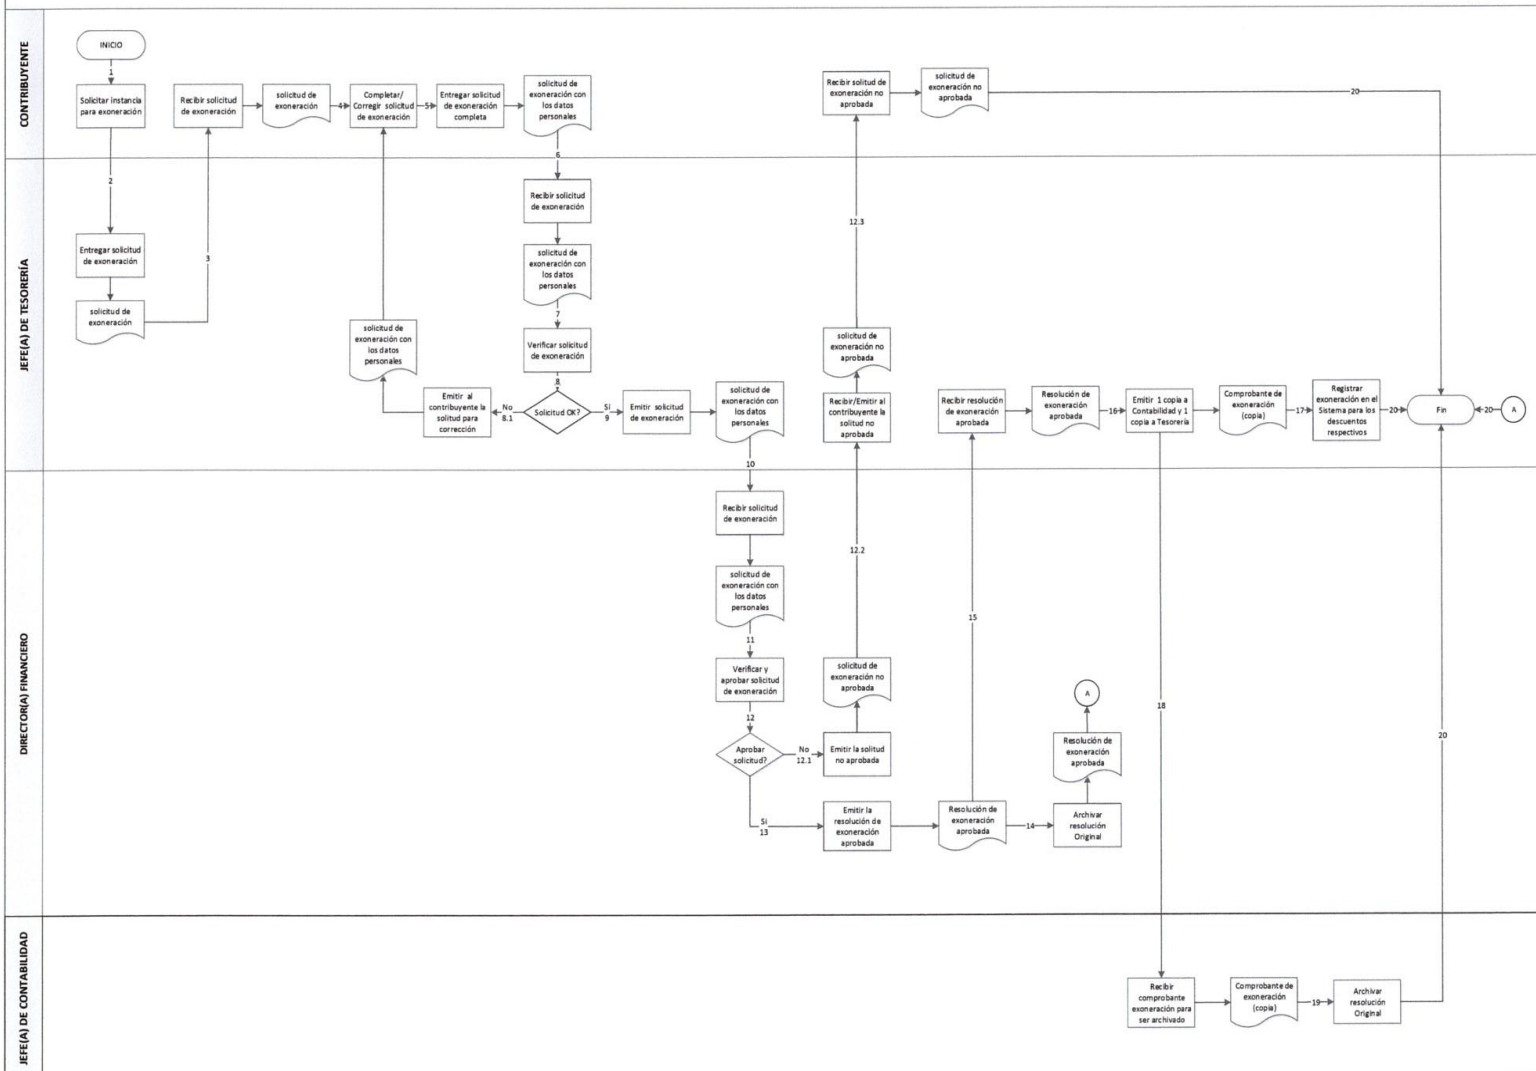 CONTRIBUYENTE
INICIO
1
Solicitar instancia
para exoneración
Recibir solicitud
de exoneración
solicitud de
exoneración
4
Completar/
Corregir solicitud
de exoneración
5
Entregar solicitud
de exoneración
completa
solicitud de
exoneración con
los datos
personales
6
Recibir solitud de
exoneración no
aprobada
solicitud de
exoneración no
aprobada
20
JEFE(A) DE TESORERÍA
2
Entregar solicitud
de exoneración
solicitud de
exoneración
3
solicitud de
exoneración con
los datos
personales
Emitir al
contribuyente la
solitud para
corrección
Recibir solicitud
de exoneración
solicitud de
exoneración con
los datos
personales
7
Verificar solicitud
de exoneración
8
Solicitud OK?
No
8.1
Sí
9
Emitir solicitud
de exoneración
solicitud de
exoneración con
los datos
personales
10
12.3
solicitud de
exoneración no
aprobada
Recibir/Emitir al
contribuyente la
solitud no
aprobada
Recibir resolución
de exoneración
aprobada
Resolución de
exoneración
aprobada
16
Emitir 1 copia a
Contabilidad y 1
copia a Tesorería
Comprobante de
exoneración
(copia)
17
Registrar
exoneración en el
Sistema para los
descuentos
respectivos
20
Fin
20
A
DIRECTOR(A) FINANCIERO
Recibir solicitud
de exoneración
solicitud de
exoneración con
los datos
personales
11
Verificar y
aprobar solicitud
de exoneración
12
Aprobar
solicitud?
No
12.1
Emitir la solitud
no aprobada
solicitud de
exoneración no
aprobada
12.2
Si
13
Emitir la
resolución de
exoneración
aprobada
Resolución de
exoneración
aprobada
15
14
Archivar
resolución
Original
Resolución de
exoneración
aprobada
A
18
20
JEFE(A) DE CONTABILIDAD
Recibir
comprobante
exoneración para
ser archivado
Comprobante de
exoneración
(copia)
19
Archivar
resolución
Original